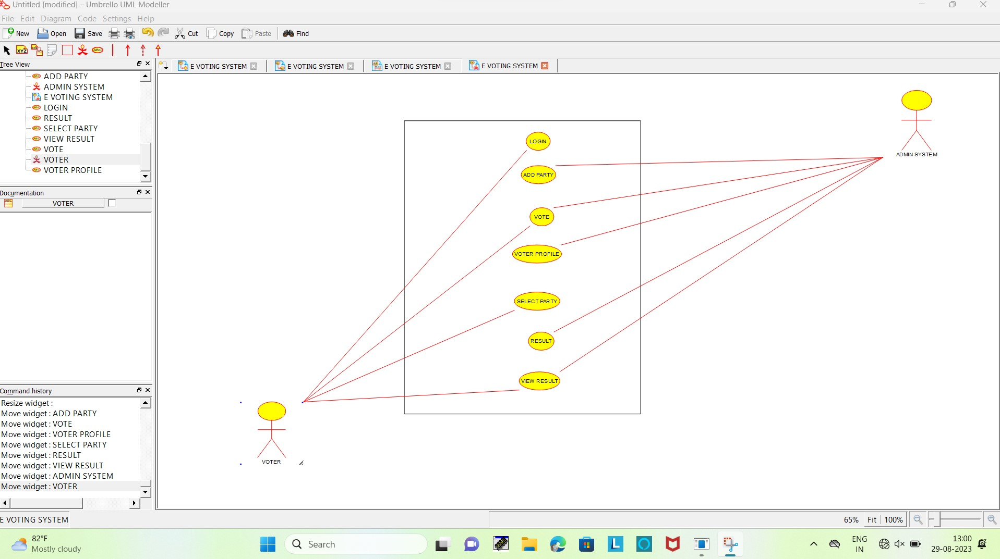 Untitled [modified] – Umbrello UML Modeller
File Edit Diagram Code Settings Help
New Open Save Cut Copy Paste Find
XYZ ABC
Tree View
E VOTING SYSTEM E VOTING SYSTEM E VOTING SYSTEM E VOTING SYSTEM
ADD PARTY
ADMIN SYSTEM
E VOTING SYSTEM
LOGIN
RESULT
SELECT PARTY
VIEW RESULT
VOTE
VOTER
VOTER PROFILE
Documentation
VOTER
Command history
Resize widget :
Move widget : ADD PARTY
Move widget : VOTE
Move widget : VOTER PROFILE
Move widget : SELECT PARTY
Move widget : RESULT
Move widget : VIEW RESULT
Move widget : ADMIN SYSTEM
Move widget : VOTER
LOGIN
ADD PARTY
VOTE
VOTER PROFILE
SELECT PARTY
RESULT
VIEW RESULT
ADMIN SYSTEM
VOTER
E VOTING SYSTEM
65% Fit 100%
82°F
Mostly cloudy
Search
L
ENG
IN
13:00
29-08-2023